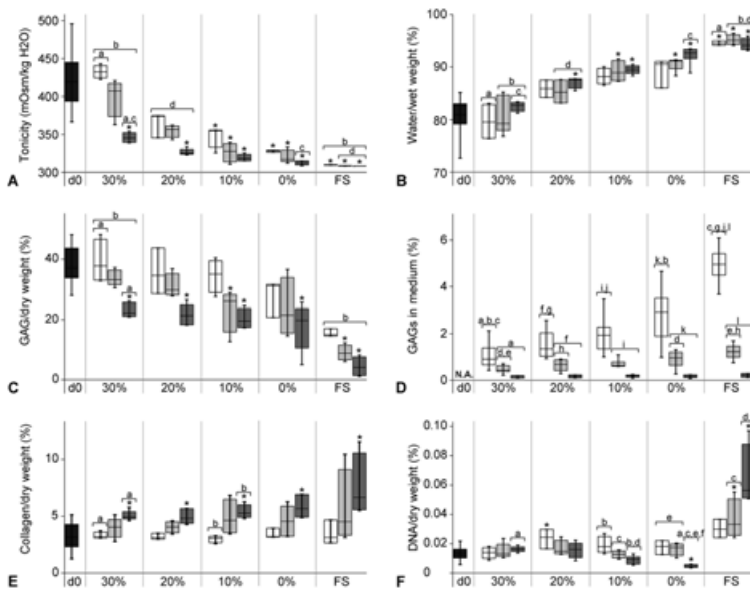 Tonicity (mOsm/kg H2O)
500
450
400
350
300
a
b
a,c
d
* * * * * * c
b
d
A
d0 30% 20% 10% 0% FS
Water/wet weight (%)
100
90
80
70
a
b
c
d
c
a
b
B
d0 30% 20% 10% 0% FS
GAG/dry weight (%)
40
20
0
b
a
a
b
C
d0 30% 20% 10% 0% FS
GAGs in medium (%)
6
4
2
0
N.A.
a,b,c
d,e
a
f,g
h
f
i,j
i
k,b
d
k
c,g,j,l
e,h
l
D
d0 30% 20% 10% 0% FS
Collagen/dry weight (%)
10
5
0
a
a
b
b
E
d0 30% 20% 10% 0% FS
DNA/dry weight (%)
0.10
0.08
0.06
0.04
0.02
0
a
b
c
b,d
e
a,c,e,f
c
d
F
d0 30% 20% 10% 0% FS